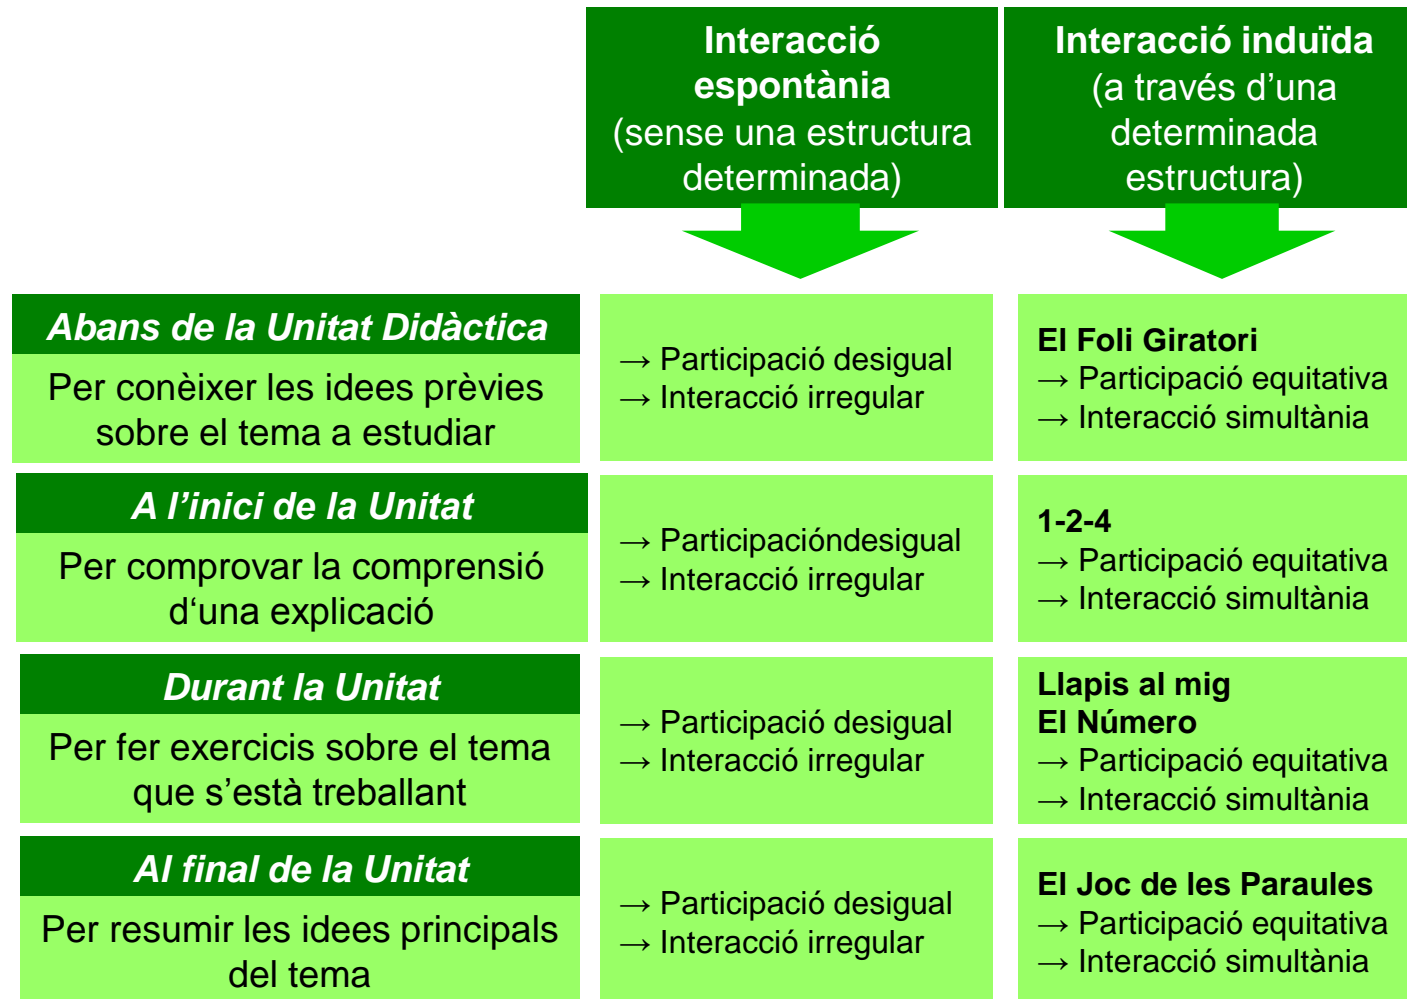 Interacció
espontània
(sense una estructura
determinada)
Interacció induïda
(a través d’una
determinada
estructura)
Abans de la Unitat Didàctica
Per conèixer les idees prèvies
sobre el tema a estudiar
→ Participació desigual
→ Interacció irregular
El Foli Giratori
→ Participació equitativa
→ Interacció simultània
A l’inici de la Unitat
Per comprovar la comprensió
d‘una explicació
→ Participacióndesigual
→ Interacció irregular
1-2-4
→ Participació equitativa
→ Interacció simultània
Durant la Unitat
Per fer exercicis sobre el tema
que s’està treballant
→ Participació desigual
→ Interacció irregular
Llapis al mig
El Número
→ Participació equitativa
→ Interacció simultània
Al final de la Unitat
Per resumir les idees principals
del tema
→ Participació desigual
→ Interacció irregular
El Joc de les Paraules
→ Participació equitativa
→ Interacció simultània